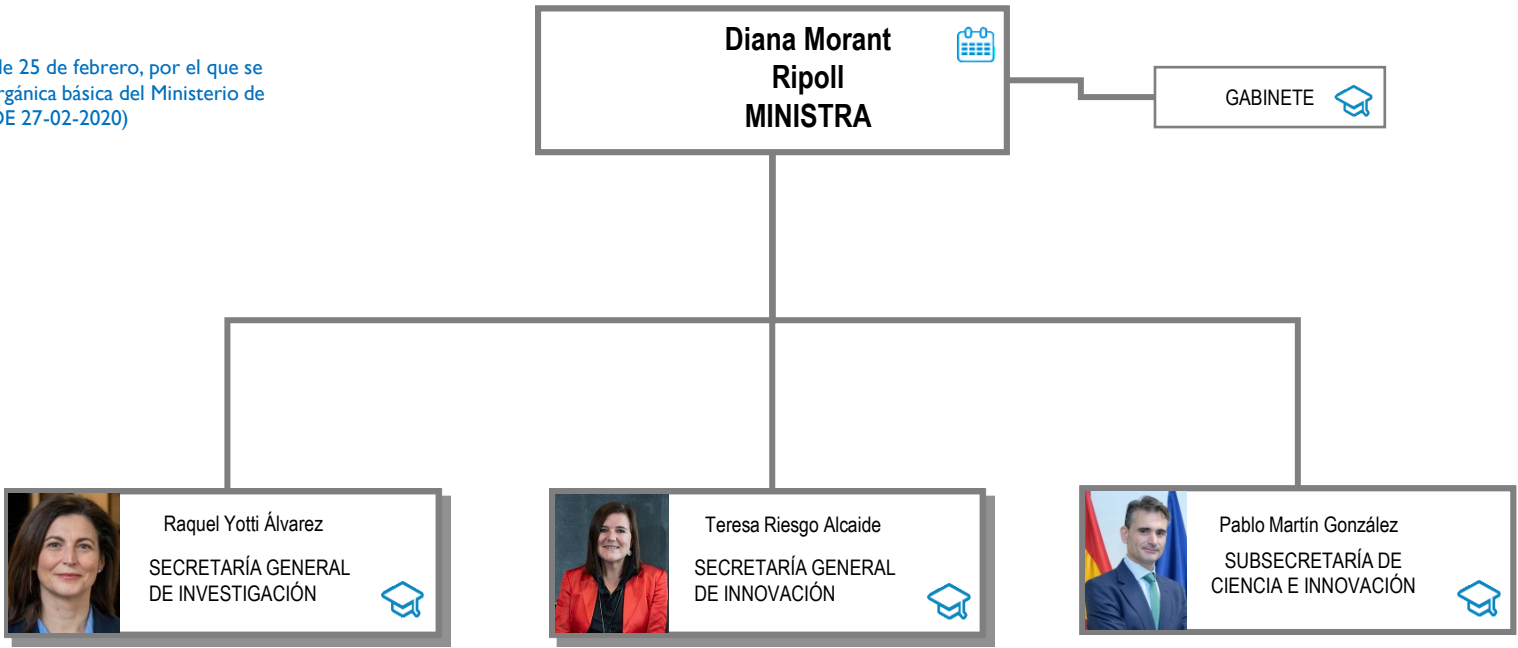 de 25 de febrero, por el que se
rgánica básica del Ministerio de
DE 27-02-2020)
Diana Morant
Ripoll
MINISTRA
GABINETE
Raquel Yotti Álvarez
SECRETARÍA GENERAL
DE INVESTIGACIÓN
Teresa Riesgo Alcaide
SECRETARÍA GENERAL
DE INNOVACIÓN
Pablo Martín González
SUBSECRETARÍA DE
CIENCIA E INNOVACIÓN